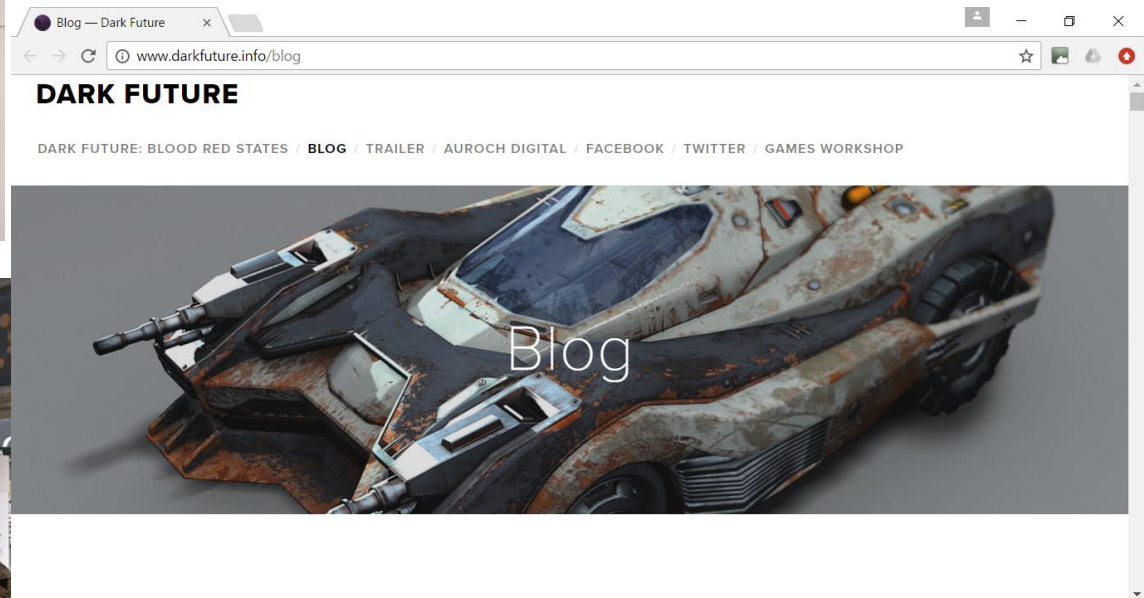 Blog — Dark Future
www.darkfuture.info/blog
DARK FUTURE
DARK FUTURE: BLOOD RED STATES / BLOG / TRAILER / AUROCH DIGITAL / FACEBOOK / TWITTER / GAMES WORKSHOP
Blog